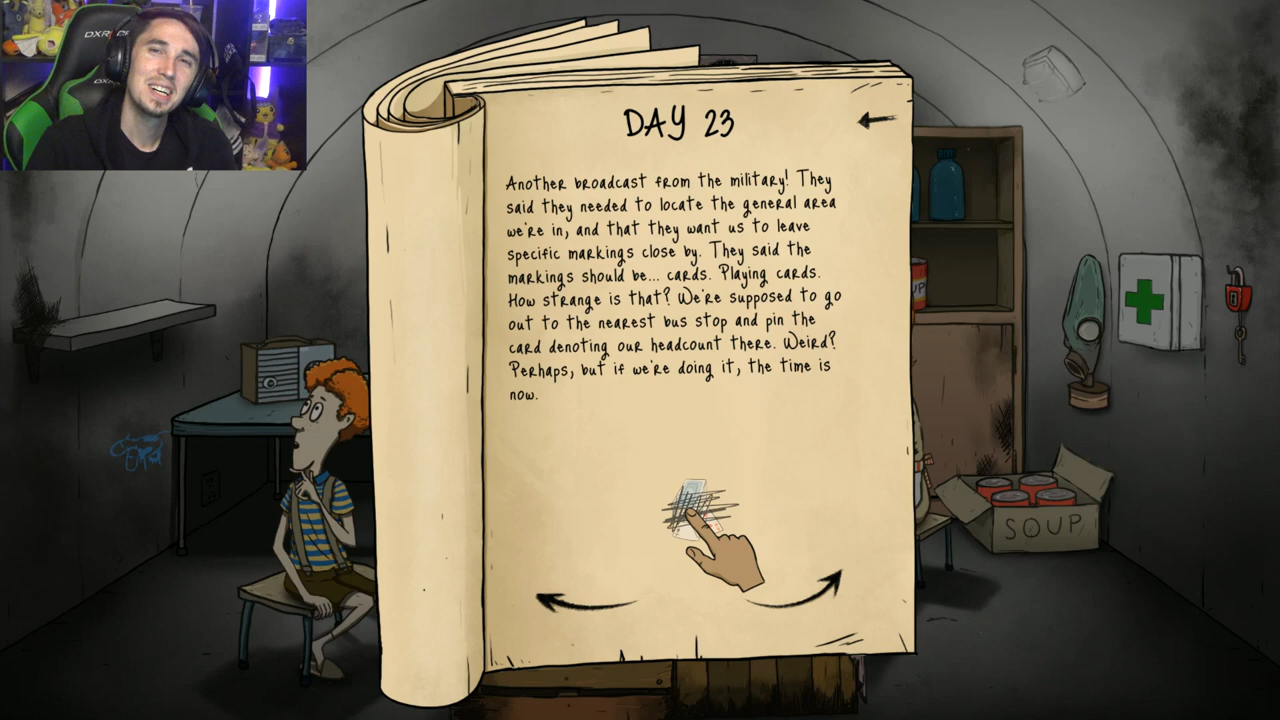 DXR
DX
DAY 23
Another broadcast from the military! They
said they needed to locate the general area
we're in, and that they want us to leave
specific markings close by. They said the
markings should be... cards. Playing cards.
How strange is that? We're supposed to go
out to the nearest bus stop and pin the
card denoting our headcount there. Weird?
Perhaps, but if we're doing it, the time is
now.
UP
SOUP